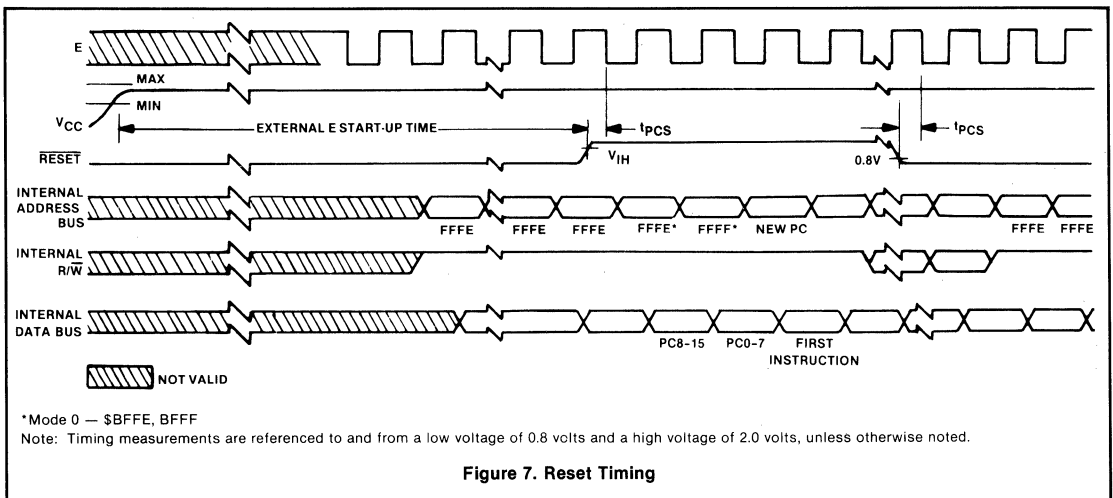 E
MAX
MIN
VCC
EXTERNAL E START-UP TIME
tPCS
tPCS
RESET
VIH
0.8V
INTERNAL
ADDRESS
BUS
FFFE FFFE FFFE FFFE* FFFF* NEW PC FFFE FFFE
INTERNAL
R/W
INTERNAL
DATA BUS
PC8-15 PC0-7 FIRST
INSTRUCTION
NOT VALID
*Mode 0 — $BFFE, BFFF
Note: Timing measurements are referenced to and from a low voltage of 0.8 volts and a high voltage of 2.0 volts, unless otherwise noted.
Figure 7. Reset Timing